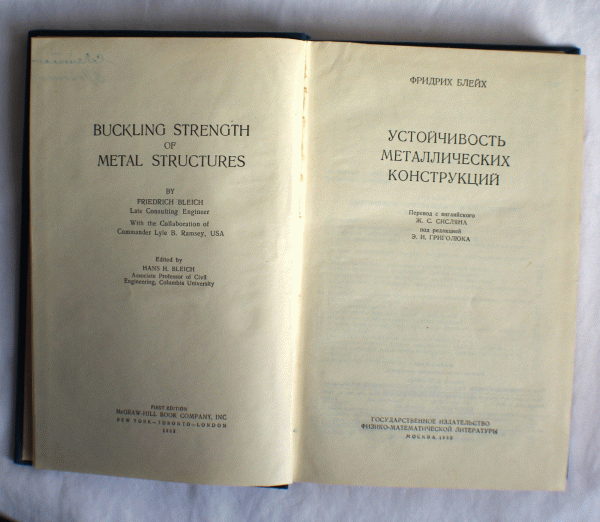 BUCKLING STRENGTH
OF
METAL STRUCTURES
BY
FRIEDRICH BLEICH
Late Consulting Engineer
With the Collaboration of
Commander Lyle B. Ramsey, USA
Edited by
HANS H. BLEICH
Associate Professor of Civil
Engineering, Columbia University
FIRST EDITION
McGRAW-HILL BOOK COMPANY, INC
NEW YORK—TORONTO—LONDON
1952
ФРИДРИХ БЛЕЙХ
УСТОЙЧИВОСТЬ
МЕТАЛЛИЧЕСКИХ
КОНСТРУКЦИЙ
Перевод с английского
Ж. С. СИСЛЯНА
под редакцией
Э. И. ГРИГОЛЮКА
ГОСУДАРСТВЕННОЕ ИЗДАТЕЛЬСТВО
ФИЗИКО-МАТЕМАТИЧЕСКОЙ ЛИТЕРАТУРЫ
МОСКВА, 1959